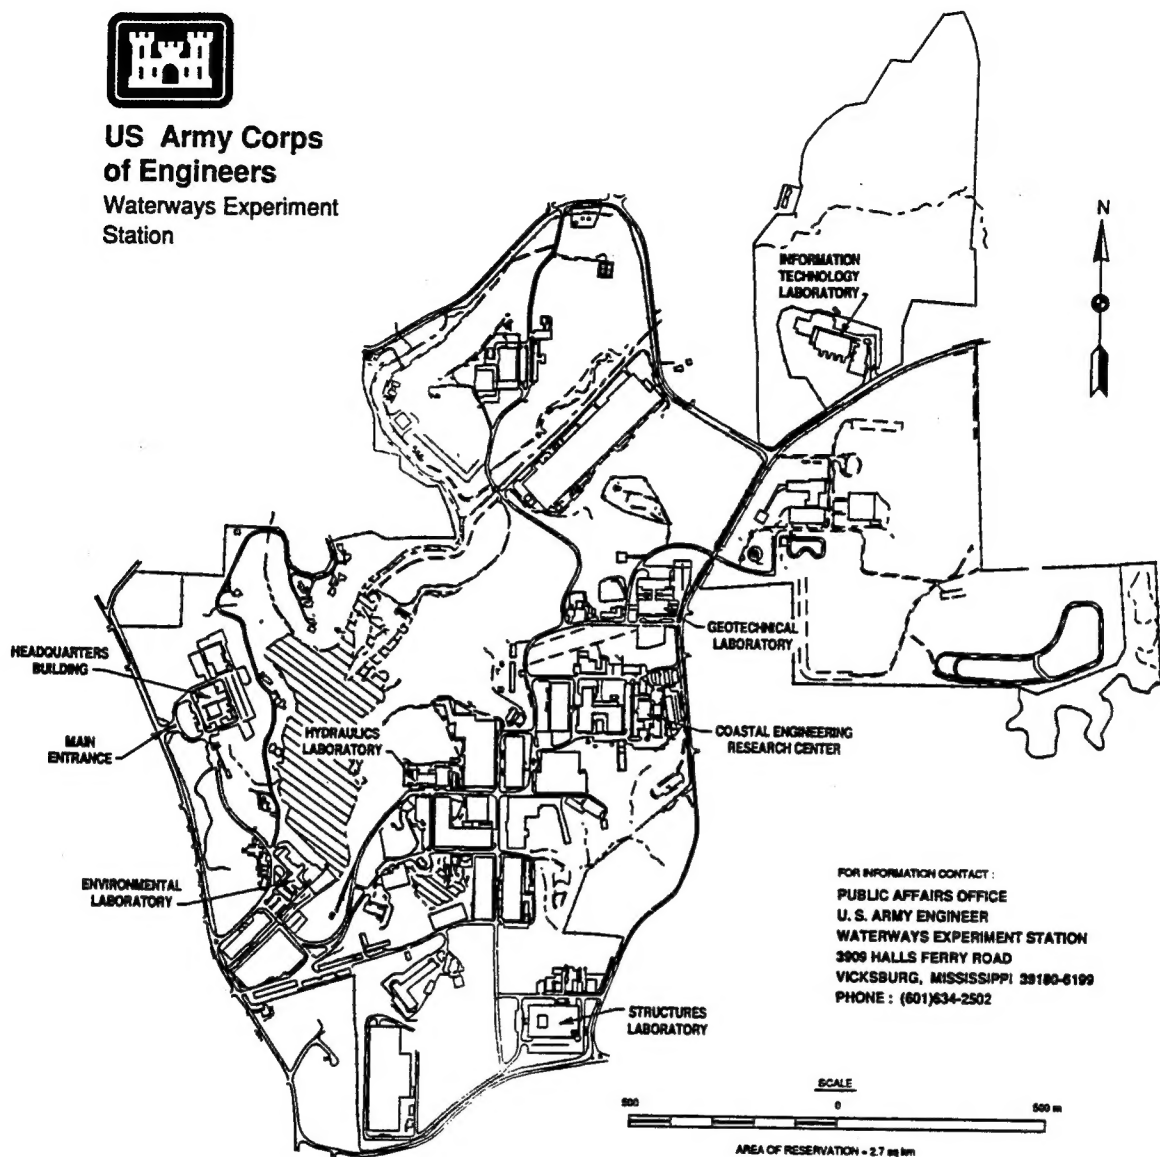 US Army Corps
of Engineers
Waterways Experiment
Station
N
INFORMATION
TECHNOLOGY
LABORATORY
GEOTECHNICAL
LABORATORY
HEADQUARTERS
BUILDING
MAIN
ENTRANCE
HYDRAULICS
LABORATORY
COASTAL ENGINEERING
RESEARCH CENTER
ENVIRONMENTAL
LABORATORY
STRUCTURES
LABORATORY
FOR INFORMATION CONTACT :
PUBLIC AFFAIRS OFFICE
U. S. ARMY ENGINEER
WATERWAYS EXPERIMENT STATION
3909 HALLS FERRY ROAD
VICKSBURG, MISSISSIPPI 39180-6199
PHONE : (601)634-2502
SCALE
500 0 500 m
AREA OF RESERVATION = 2.7 sq km